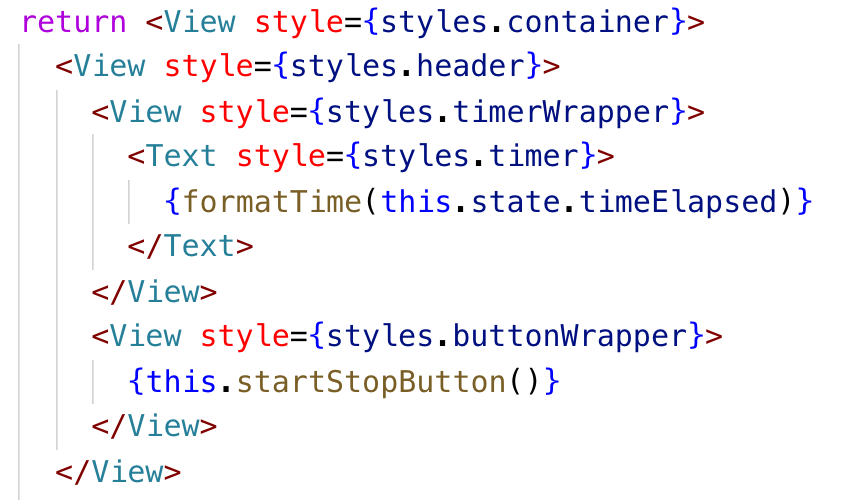 return <View style={styles.container}>
<View style={styles.header}>
<View style={styles.timerWrapper}>
<Text style={styles.timer}>
{formatTime(this.state.timeElapsed)}
</Text>
</View>
<View style={styles.buttonWrapper}>
{this.startStopButton()}
</View>
</View>